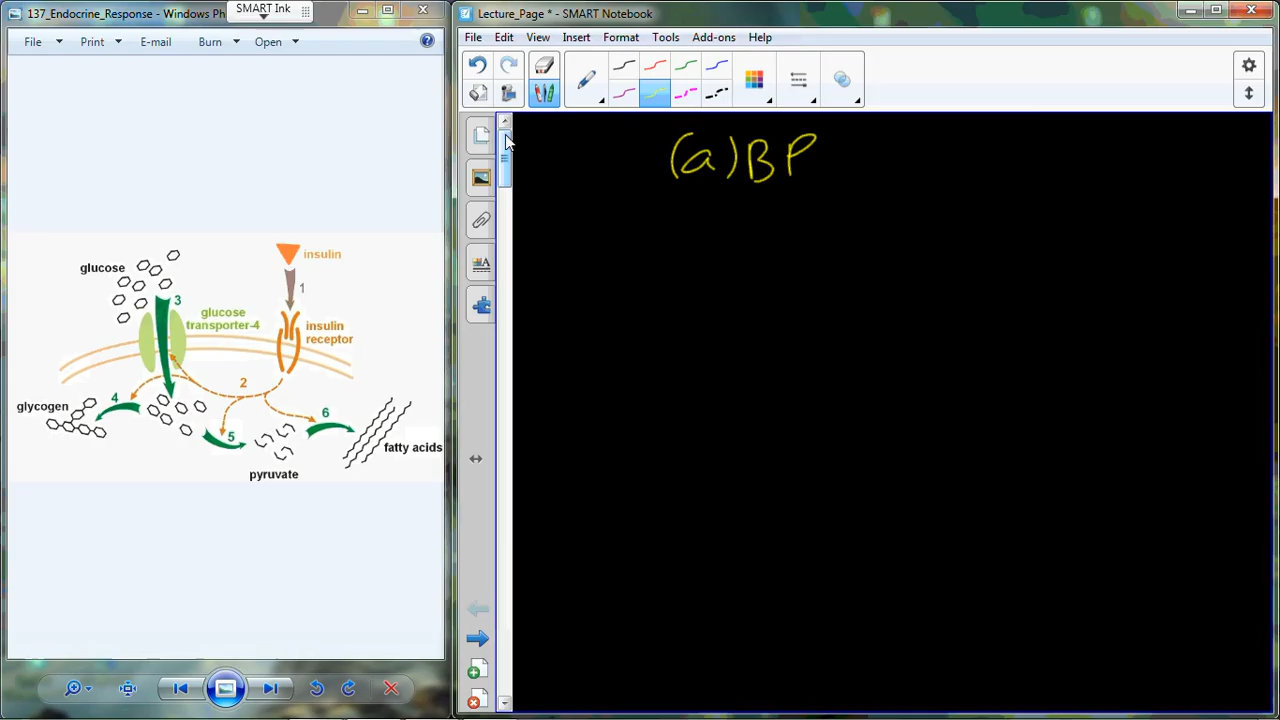 137_Endocrine_Response - Windows Ph
SMART Ink
File Print E-mail Burn Open
glucose
insulin
1
3
glucose transporter-4
insulin receptor
2
4
glycogen
5
6
fatty acids
pyruvate
Lecture_Page * - SMART Notebook
File Edit View Insert Format Tools Add-ons Help
(a)BP